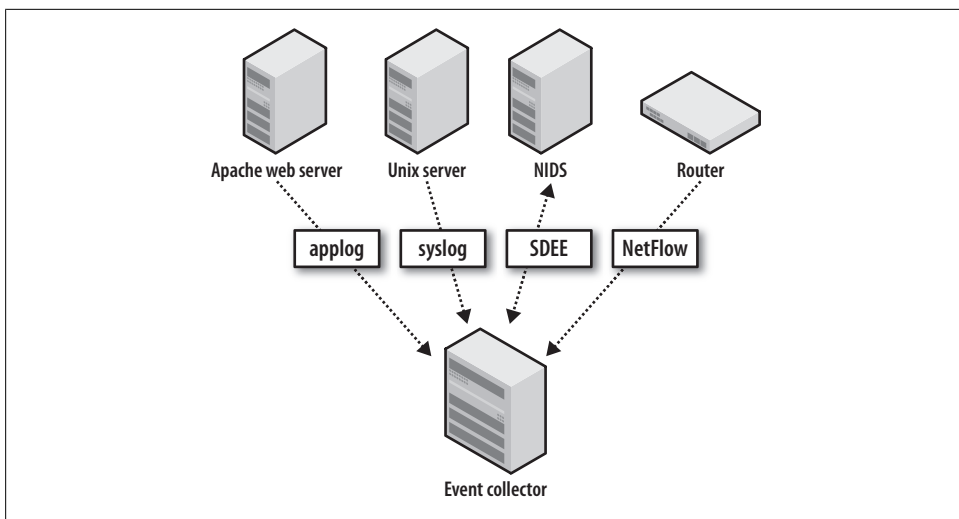 Apache web server
Unix server
NIDS
Router
applog
syslog
SDEE
NetFlow
Event collector